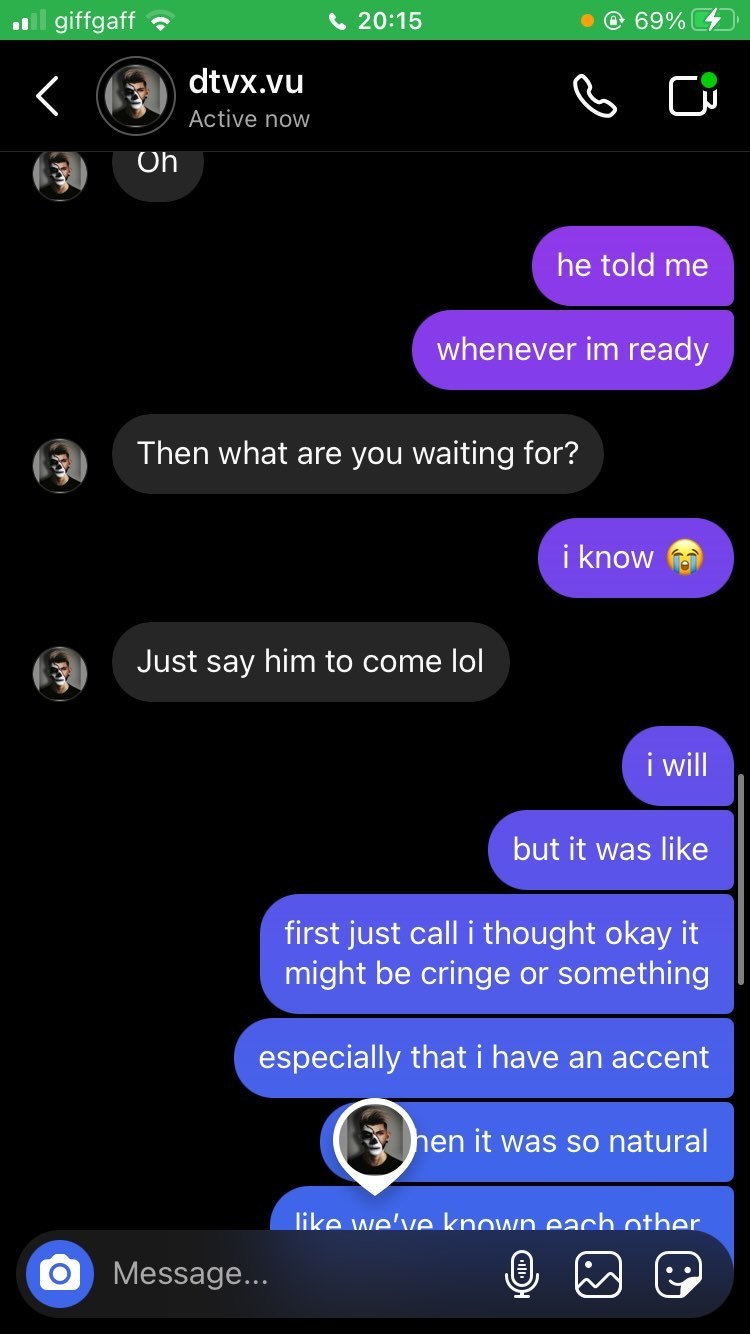 giffgaff 20:15 69%
dtvx.vu
Active now
Oh
he told me
whenever im ready
Then what are you waiting for?
i know 😭
Just say him to come lol
i will
but it was like
first just call i thought okay it
might be cringe or something
especially that i have an accent
it was so natural
like we've known each other
Message...